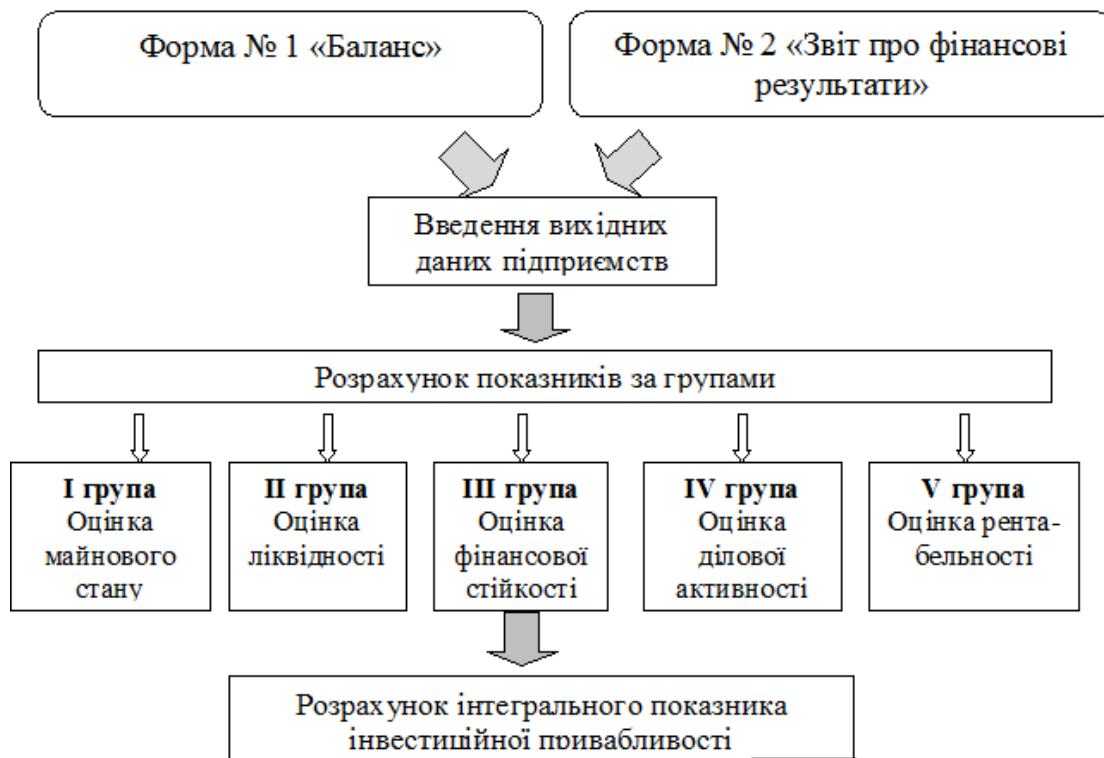 Форма № 1 «Баланс»
Форма № 2 «Звіт про фінансові
результати»
Введення вихідних
даних підприємств
Розрахунок показників за групами
I група
Оцінка
майнового
стану
II група
Оцінка
ліквідності
III група
Оцінка
фінансової
стійкості
IV група
Оцінка
ділової
активності
V група
Оцінка рента-
бельності
Розрахунок інтегрального показника
інвестиційної привабливості